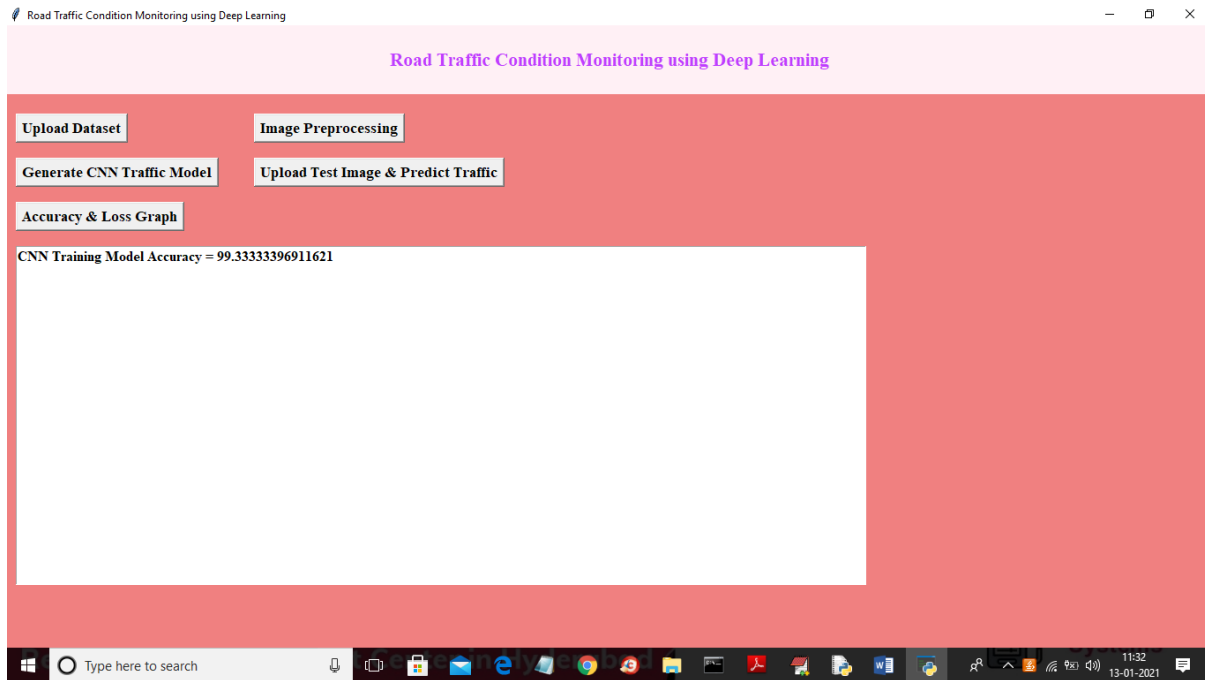 Road Traffic Condition Monitoring using Deep Learning
Road Traffic Condition Monitoring using Deep Learning
Upload Dataset
Image Preprocessing
Generate CNN Traffic Model
Upload Test Image & Predict Traffic
Accuracy & Loss Graph
CNN Training Model Accuracy = 99.33333396911621
Type here to search
11:32
13-01-2021